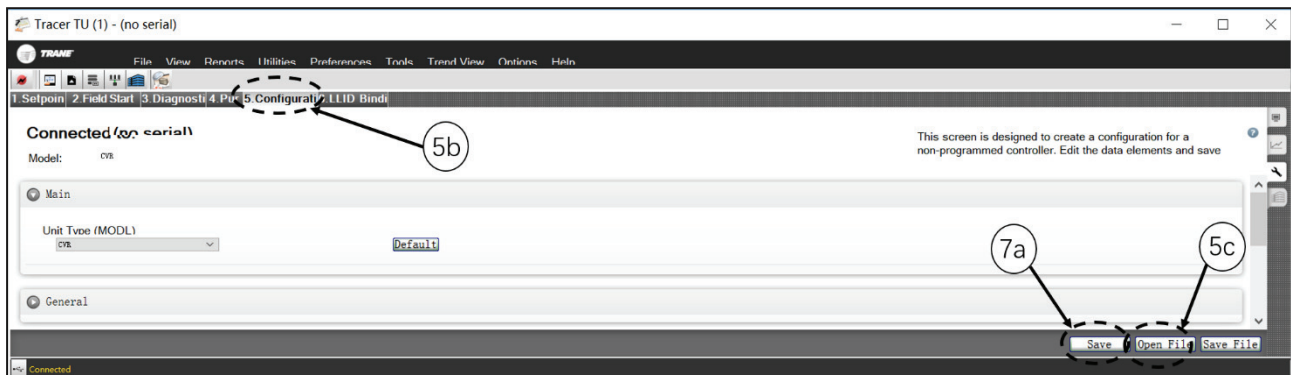 Tracer TU (1) - (no serial)
TRANE File View Reports Utilities Preferences Tools Trend View Options Help
1.Setpoin 2.Field Start 3.Diagnosti 4.Pu 5.Configurati .LLID Bindi
5b
Connected (no serial)
This screen is designed to create a configuration for a
Model: CVR
non-programmed controller. Edit the data elements and save
Main
Unit Type (MODL)
CVR Default
7a 5c
General
Save Open File Save File
Connected